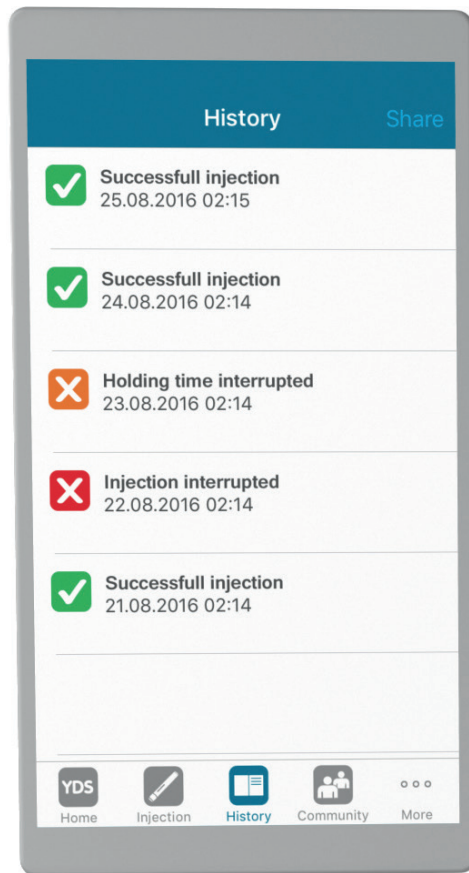 History
Share
Successfull injection
25.08.2016 02:15
Successfull injection
24.08.2016 02:14
Holding time interrupted
23.08.2016 02:14
Injection interrupted
22.08.2016 02:14
Successfull injection
21.08.2016 02:14
YDS
Home
Injection
History
Community
More